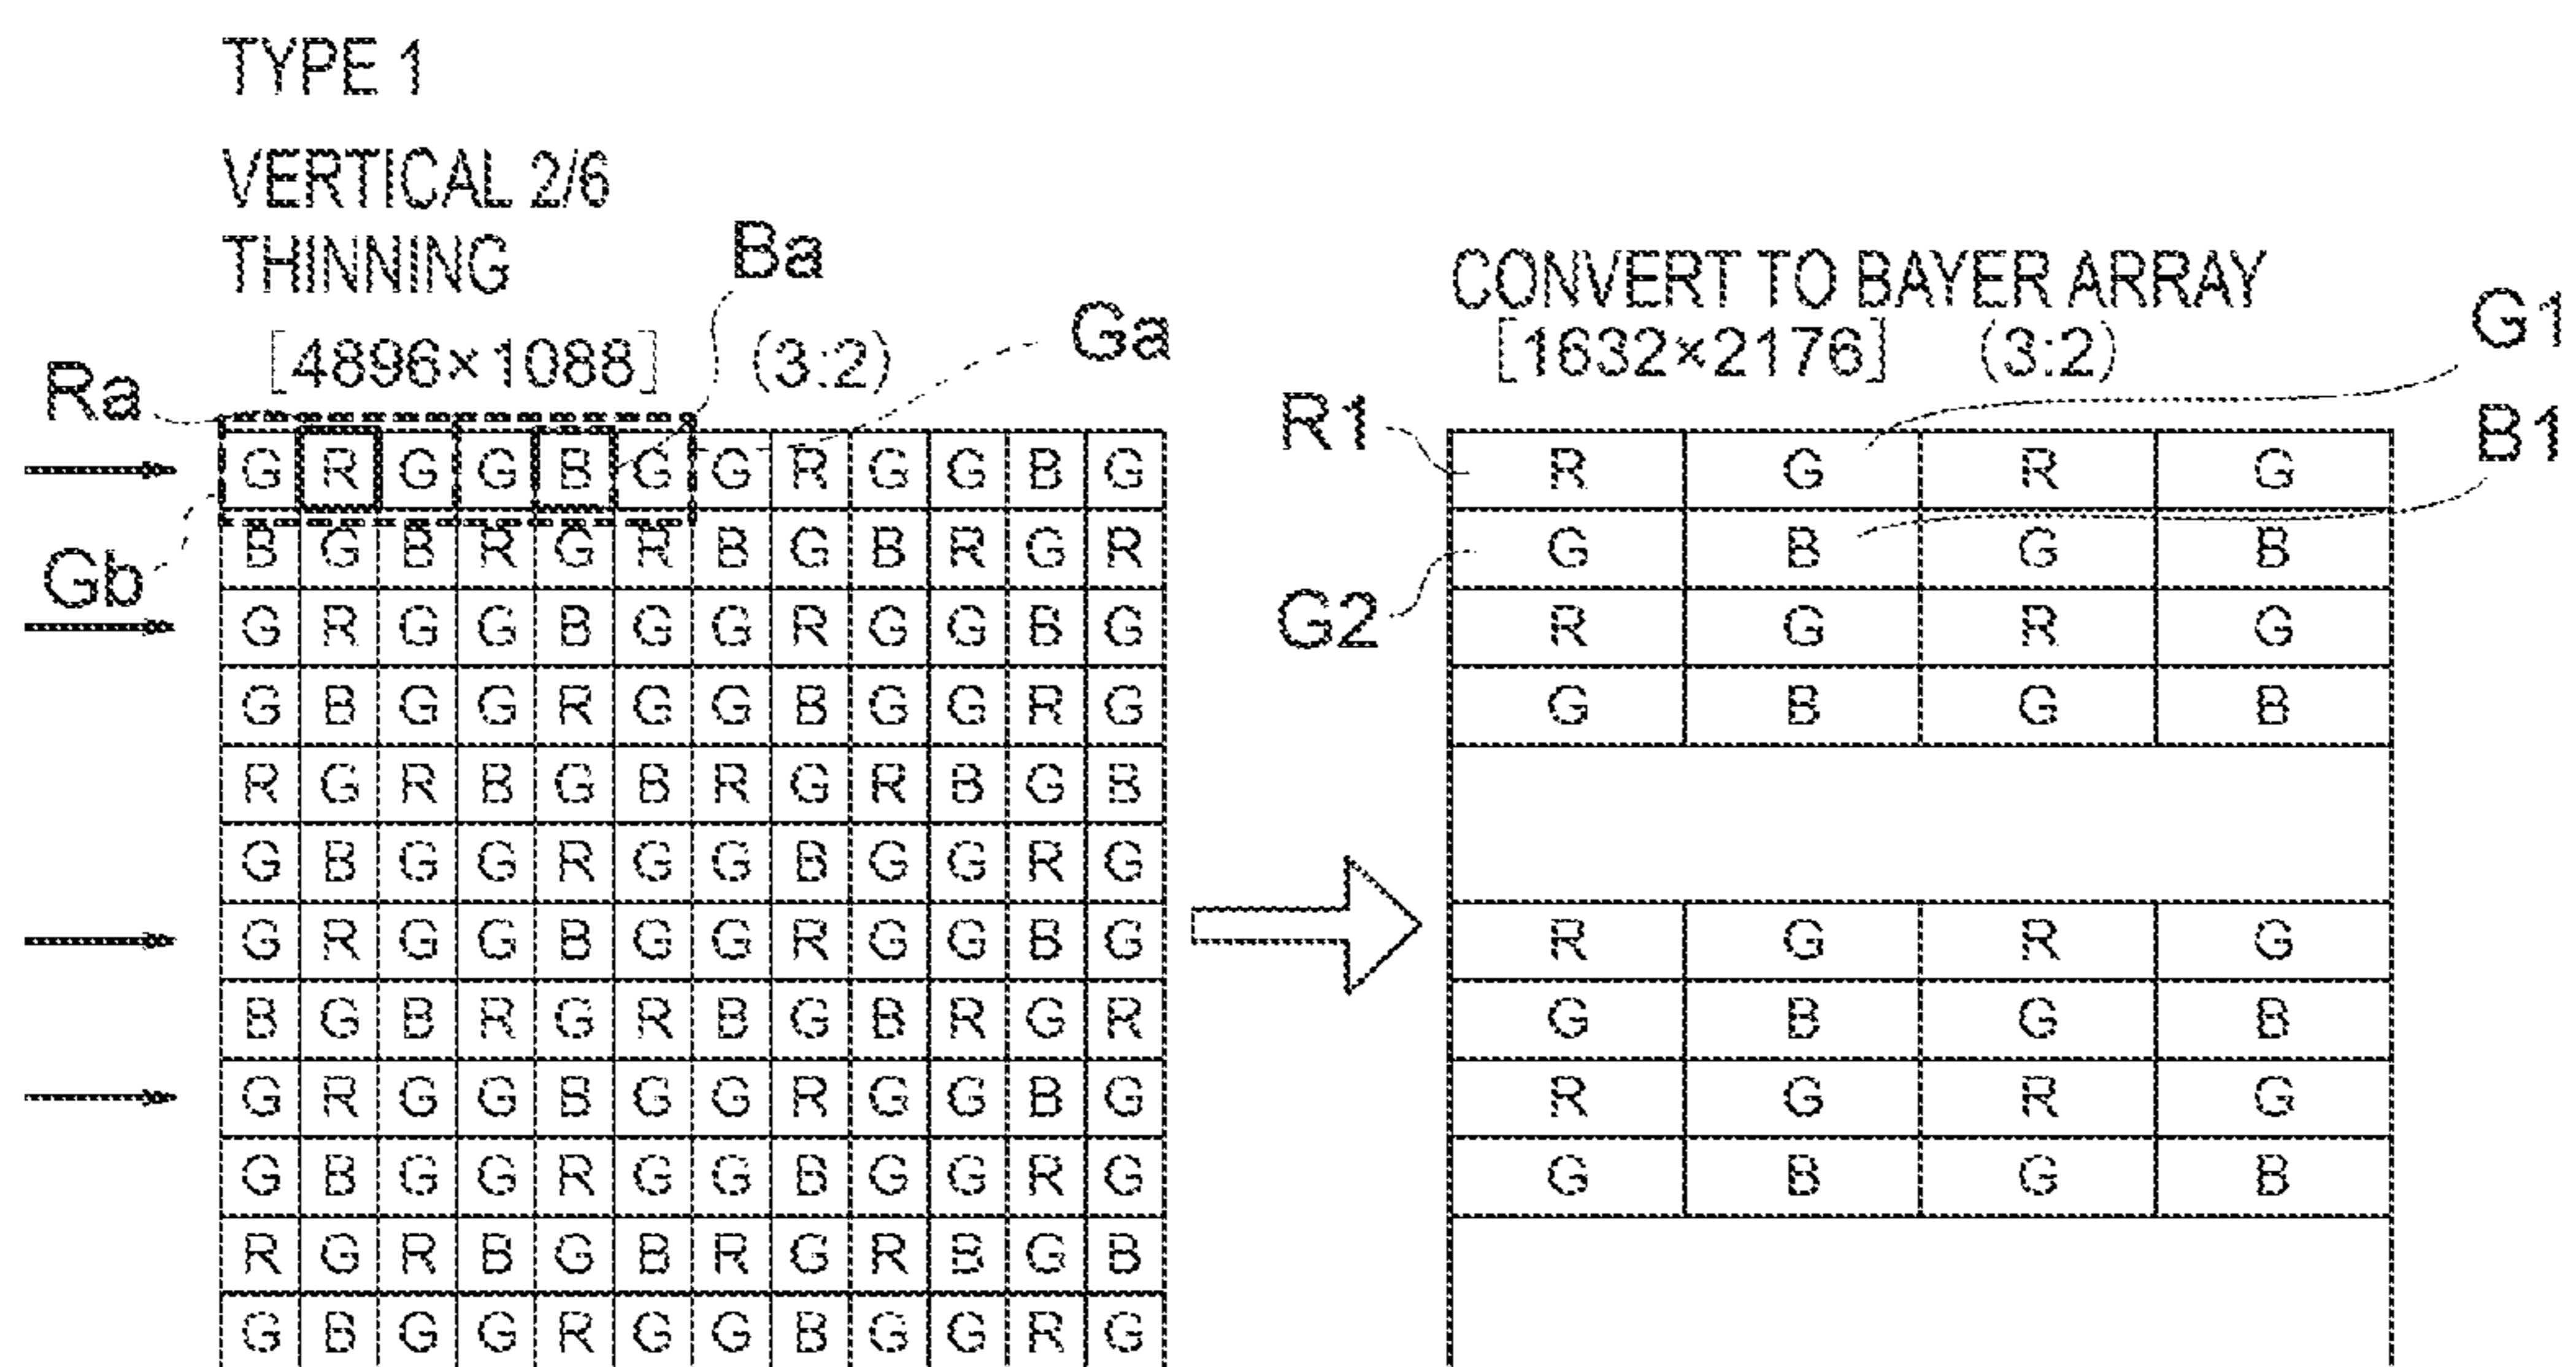 TYPE 1
VERTICAL 2/6
THINNING
Ba
[4896×1088] (3:2)
Ga
Ra
Gb
G R G G B G G R G G B G
B G B R G R B G B R G R
G R G G B G G R G G B G
G B G G R G G B G G R G
R G R B G B R G R B G B
G B G G R G G B G G R G
G R G G B G G R G G B G
B G B R G R B G B R G R
G R G G B G G R G G B G
G B G G R G G B G G R G
R G R B G B R G R B G B
G B G G R G G B G G R G
CONVERT TO BAYER ARRAY
[1632×2176] (3:2)
G1
B1
R1
G2
R G R G
G B G B
R G R G
G B G B
R G R G
G B G B
R G R G
G B G B